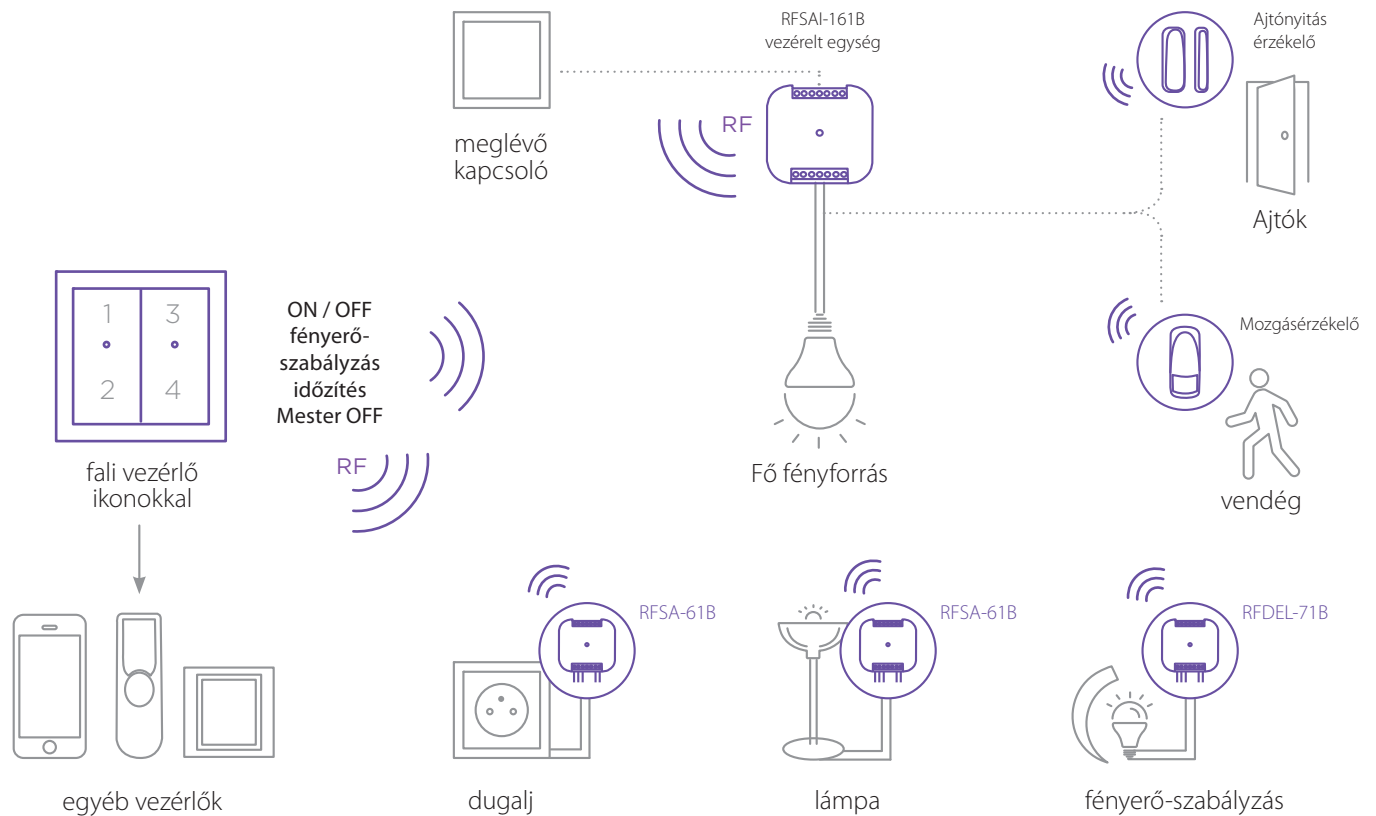 RFSAI-161B
vezérelt egység
Ajtónyitás
érzékelő
RF
meglévő
kapcsoló
Ajtók
1
3
2
4
ON / OFF
fényerő-
szabályzás
időzítés
Mester OFF
Mozgásérzékelő
RF
fali vezérlő
ikonokkal
Fő fényforrás
vendég
RFSA-61B
RFSA-61B
RFDEL-71B
egyéb vezérlők
dugalj
lámpa
fényerő-szabályzás